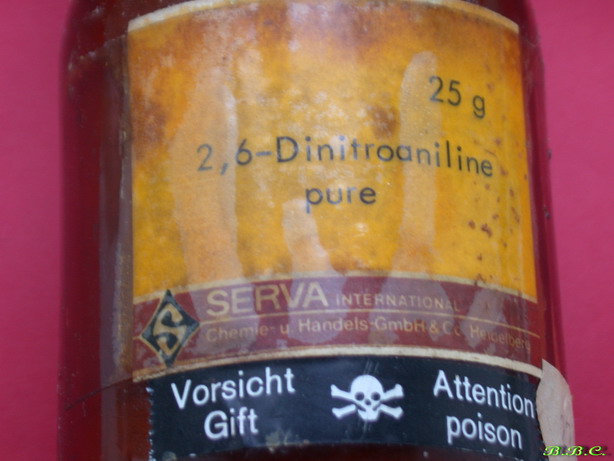 25 g
2,6-Dinitroaniline
pure
S SERVA INTERNATIONAL
Chemie- u. Handels-GmbH & Co Heidelberg
Vorsicht Attention
Gift poison
B.B.C.